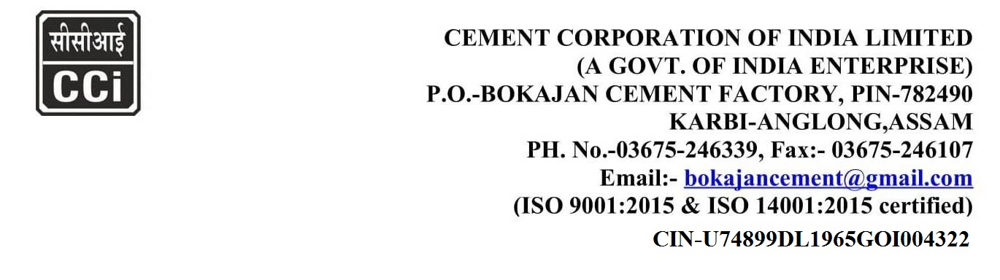 सीसीआई
CCi
CEMENT CORPORATION OF INDIA LIMITED
(A GOVT. OF INDIA ENTERPRISE)
P.O.-BOKAJAN CEMENT FACTORY, PIN-782490
KARBI-ANGLONG,ASSAM
PH. No.-03675-246339, Fax:- 03675-246107
Email:- bokajancement@gmail.com
(ISO 9001:2015 & ISO 14001:2015 certified)
CIN-U74899DL1965GOI004322